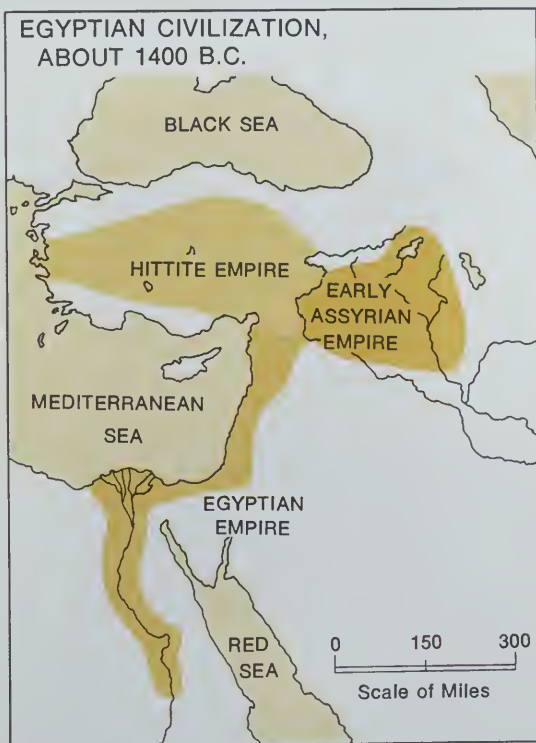 EGYPTIAN CIVILIZATION,
ABOUT 1400 B.C.
BLACK SEA
HITTITE EMPIRE
EARLY
ASSYRIAN
EMPIRE
MEDITERRANEAN
SEA
EGYPTIAN
EMPIRE
RED
SEA
0 150 300
Scale of Miles